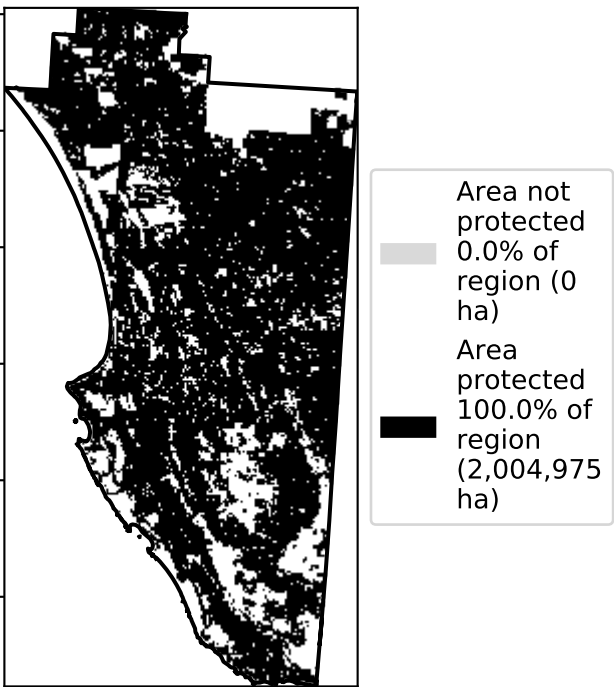 Area not
protected
0.0% of
region (0
ha)
Area
protected
100.0% of
region
(2,004,975
ha)